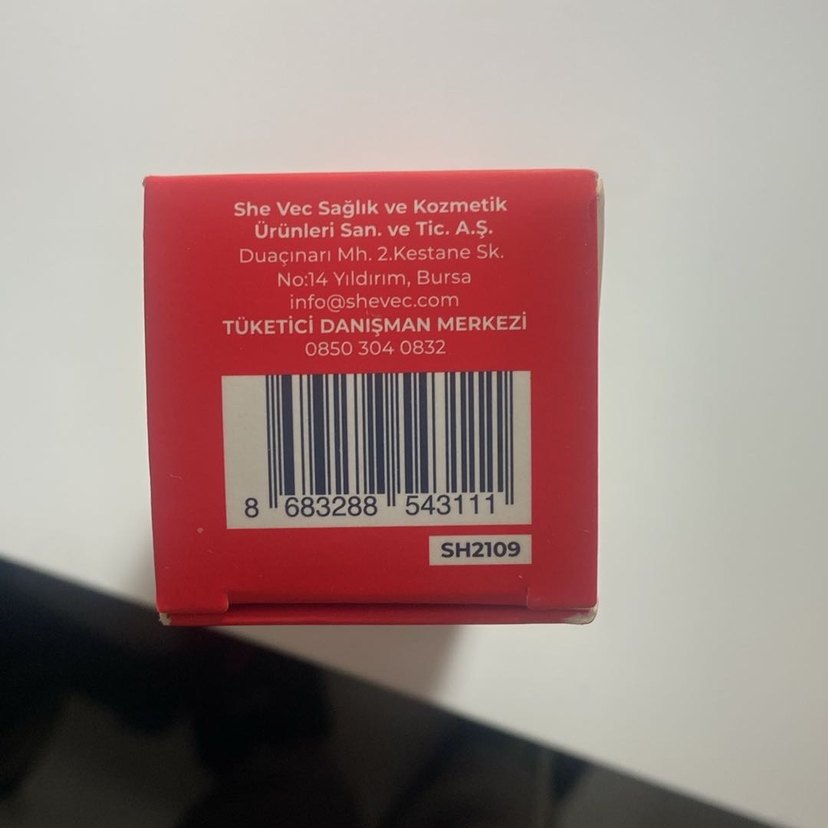 She Vec Sağlık ve Kozmetik
Ürünleri San. ve Tic. A.Ş.
Duaçınarı Mh. 2.Kestane Sk.
No:14 Yıldırım, Bursa
info@shevec.com
TÜKETİCİ DANIŞMAN MERKEZİ
0850 304 0832
8 683288 543111
SH2109